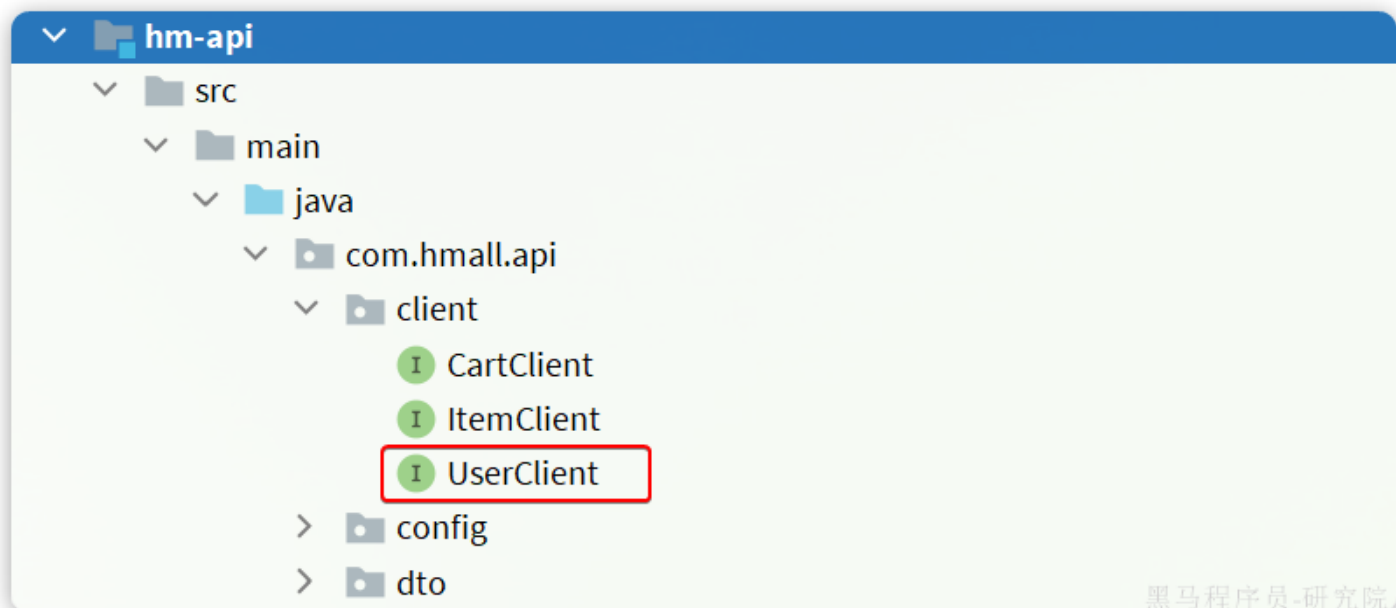 hm-api
src
main
java
com.hmall.api
client
I CartClient
I ItemClient
I UserClient
config
dto
黑马程序员-研究院